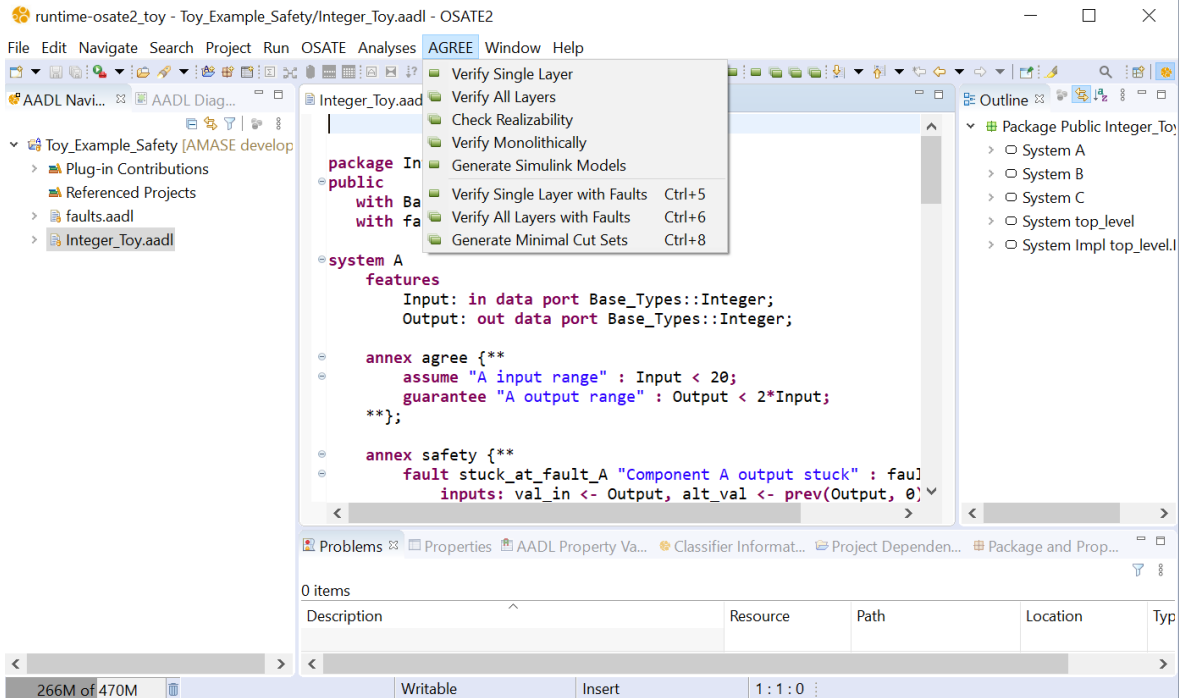 runtime-osate2_toy - Toy_Example_Safety/Integer_Toy.aadl - OSATE2
File Edit Navigate Search Project Run OSATE Analyses AGREE Window Help
AADL Navi...
AADL Diag...
Toy_Example_Safety [AMASE develop
Plug-in Contributions
Referenced Projects
faults.aadl
Integer_Toy.aadl
Integer_Toy.aad
Verify Single Layer
Verify All Layers
Check Realizability
Verify Monolithically
Generate Simulink Models
Verify Single Layer with Faults Ctrl+5
Verify All Layers with Faults Ctrl+6
Generate Minimal Cut Sets Ctrl+8
package In
public
with Ba
with fa
system A
features
Input: in data port Base_Types::Integer;
Output: out data port Base_Types::Integer;
annex agree {**
assume "A input range" : Input < 20;
guarantee "A output range" : Output < 2*Input;
**};
annex safety {**
fault stuck_at_fault_A "Component A output stuck" : faul
inputs: val_in <- Output, alt_val <- prev(Output, 0)
Outline
Package Public Integer_Toy
System A
System B
System C
System top_level
System Impl top_level.I
Problems
Properties
AADL Property Va...
Classifier Informat...
Project Dependen...
Package and Prop...
0 items
Description
Resource
Path
Location
Typ
266M of 470M
Writable
Insert
1 : 1 : 0